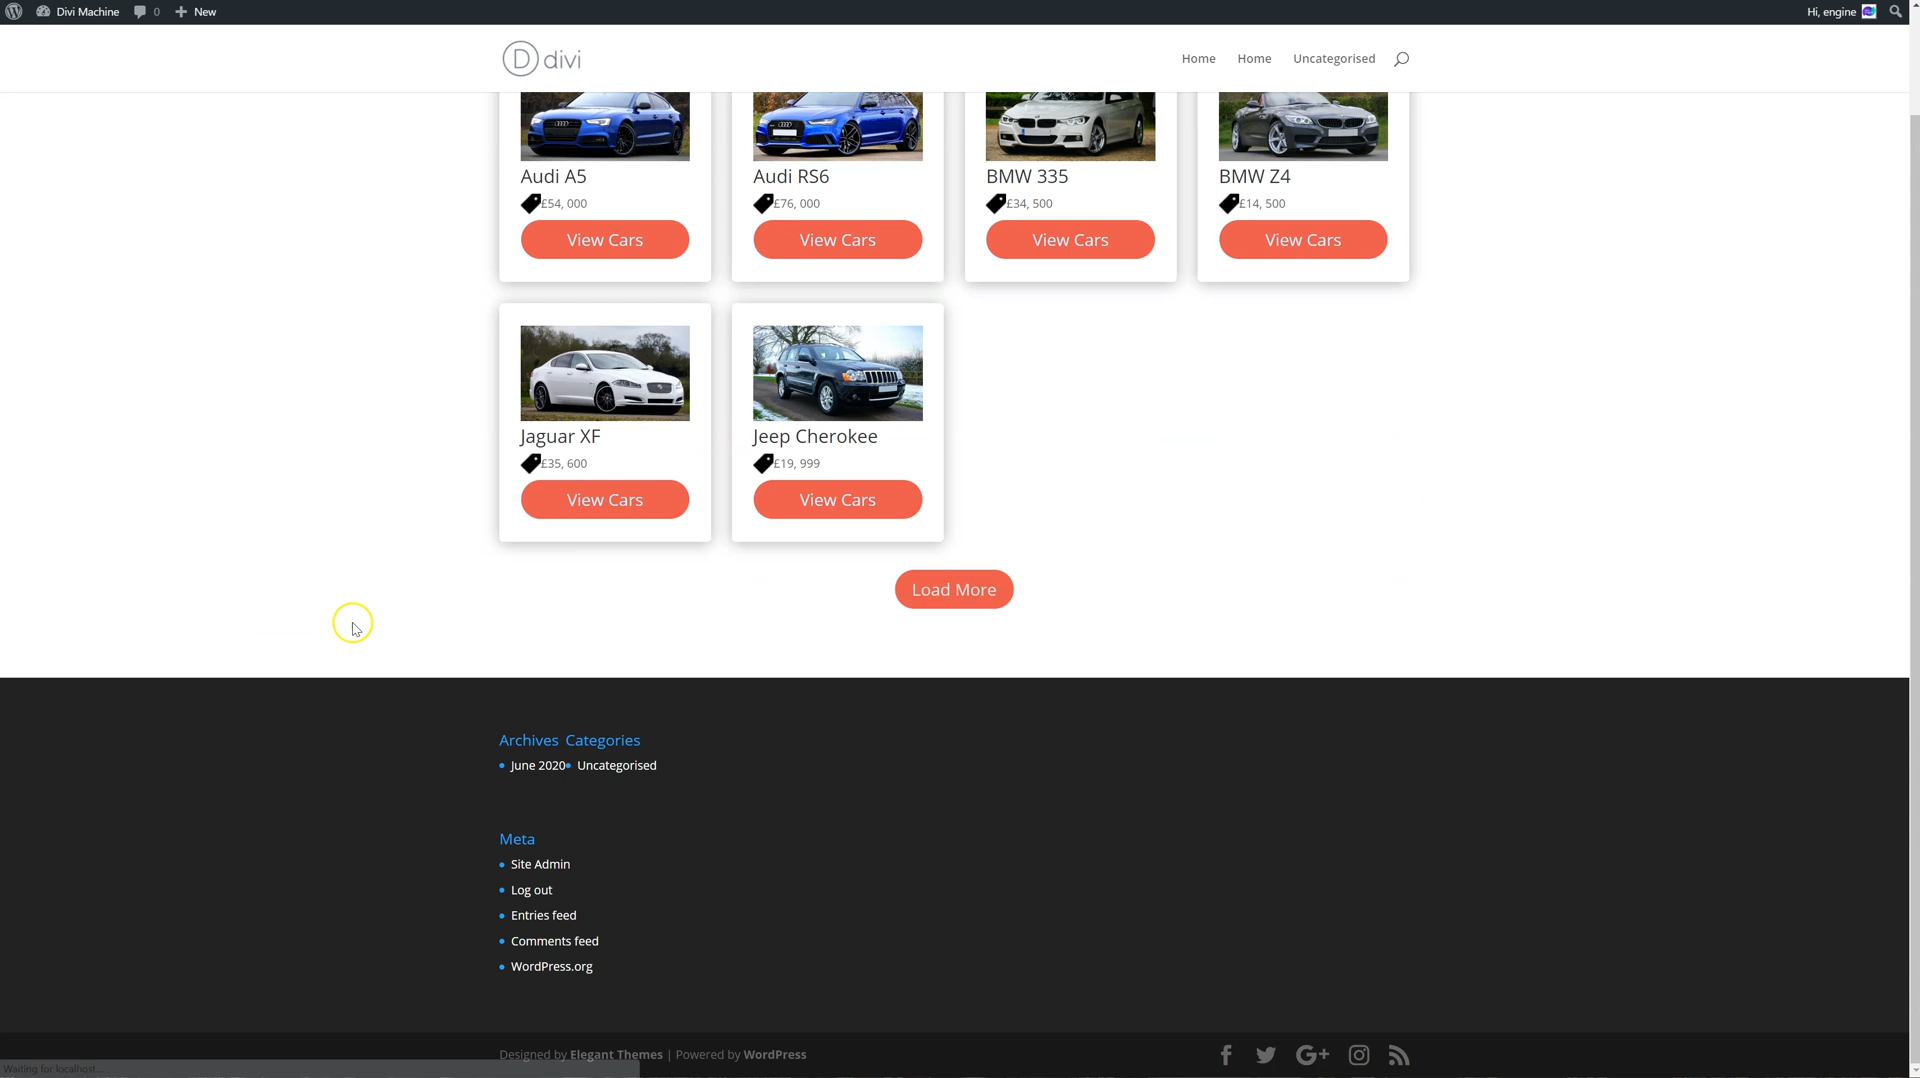 Divi Machine 0 New Hi, engine
D divi Home Home Uncategorised
Audi A5 Audi RS6 BMW 335 BMW Z4
£54, 000 £76, 000 £34, 500 £14, 500
View Cars View Cars View Cars View Cars
Jaguar XF Jeep Cherokee
£35, 600 £19, 999
View Cars View Cars
Load More
Archives Categories
June 2020 Uncategorised
Meta
Site Admin
Log out
Entries feed
Comments feed
WordPress.org
Designed by Elegant Themes | Powered by WordPress
Waiting for localhost...